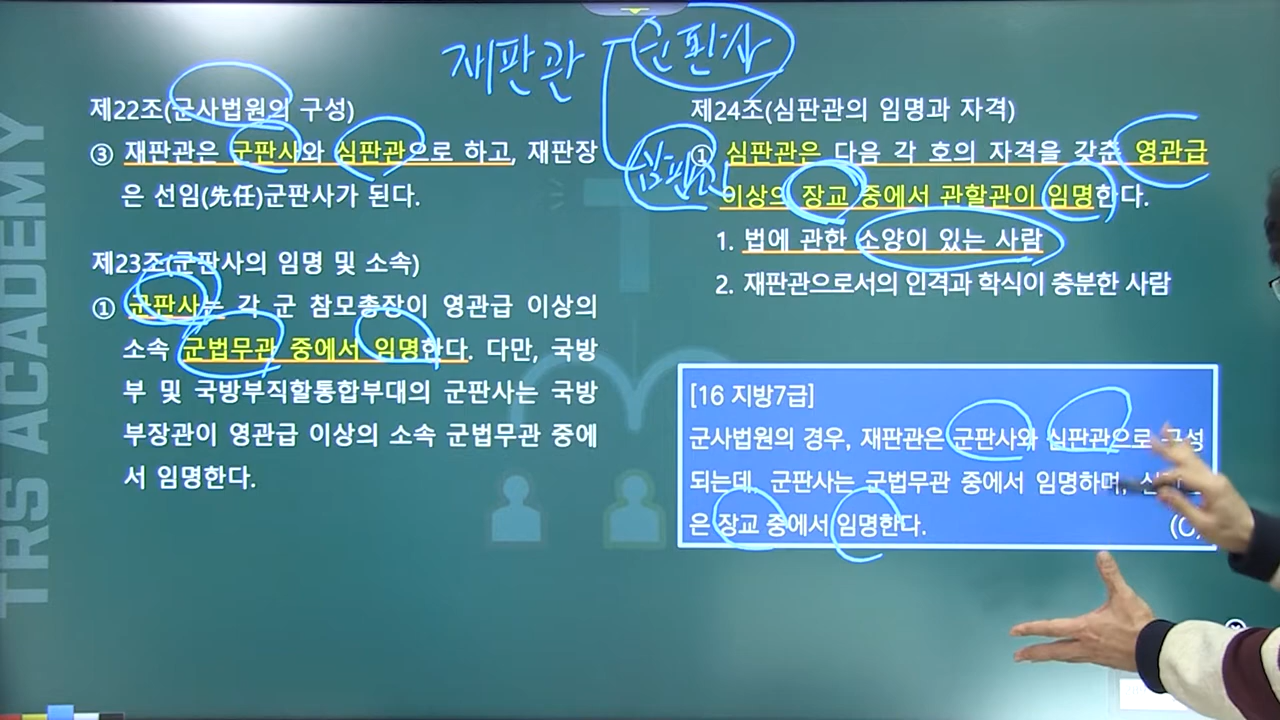 재판관
군판사
심판관
제22조(군사법원의 구성)
③ 재판관은 군판사와 심판관으로 하고, 재판장
은 선임(先任)군판사가 된다.
제23조(군판사의 임명 및 소속)
① 군판사는 각 군 참모총장이 영관급 이상의
소속 군법무관 중에서 임명한다. 다만, 국방
부 및 국방부직할통합부대의 군판사는 국방
부장관이 영관급 이상의 소속 군법무관 중에
서 임명한다.
제24조(심판관의 임명과 자격)
① 심판관은 다음 각 호의 자격을 갖춘 영관급
이상의 장교 중에서 관할관이 임명한다.
1. 법에 관한 소양이 있는 사람
2. 재판관으로서의 인격과 학식이 충분한 사람
[16 지방7급]
군사법원의 경우, 재판관은 군판사와 심판관으로 구성
되는데, 군판사는 군법무관 중에서 임명하며,
은 장교 중에서 임명한다. (O)
TRS ACADEMY